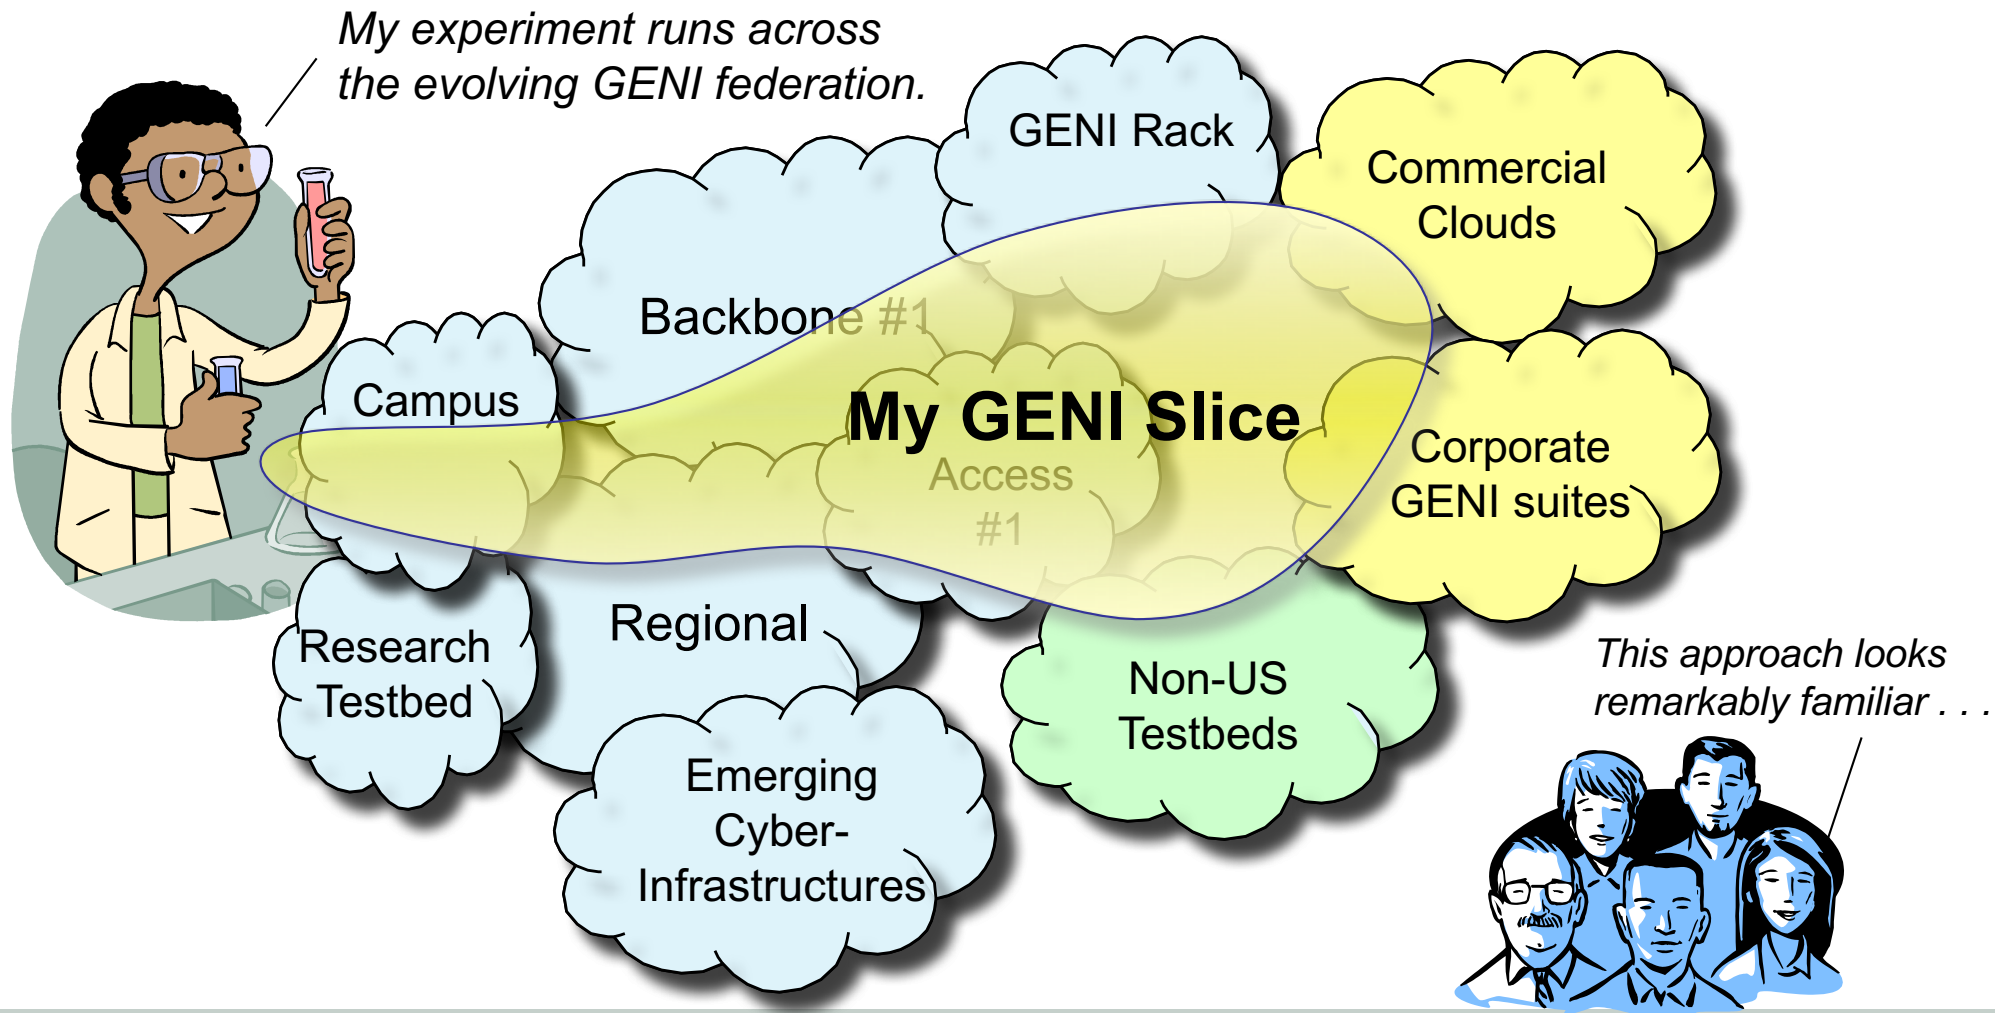 My experiment runs across
the evolving GENI federation.
GENI Rack
Commercial
Clouds
Backbone #1
Campus
My GENI Slice
Access
#1
Corporate
GENI suites
Regional
Research
Testbed
Non-US
Testbeds
This approach looks
remarkably familiar . . .
Emerging
Cyber-
Infrastructures